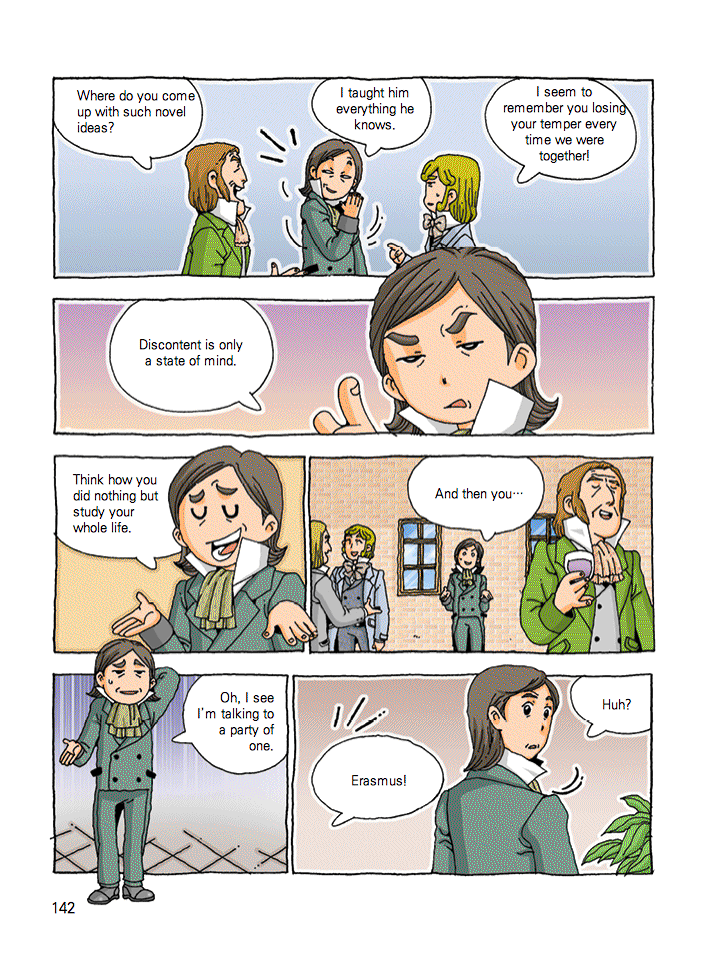 Where do you come
up with such novel
ideas?
I taught him
everything he
knows.
I seem to
remember you losing
your temper every
time we were
together!
Discontent is only
a state of mind.
Think how you
did nothing but
study your
whole life.
And then you…
Oh, I see
I'm talking to
a party of
one.
Erasmus!
Huh?
142